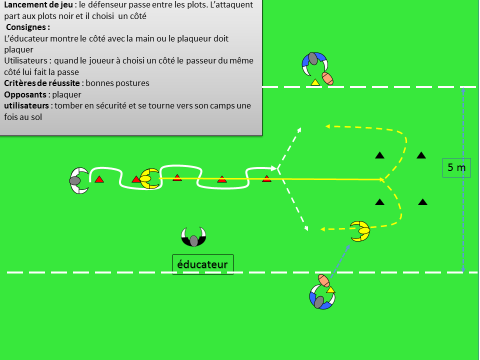 Lancement de jeu : le défenseur passe entre les plots. L'attaquent
part aux plots noir et il choisi un côté
Consignes :
L'éducateur montre le côté avec la main ou le plaqueur doit
plaquer
Utilisateurs : quand le joueur à choisi un côté le passeur du même
côté lui fait la passe
Critères de réussite : bonnes postures
Opposants : plaquer
utilisateurs : tomber en sécurité et se tourne vers son camps une
fois au sol
5 m
éducateur